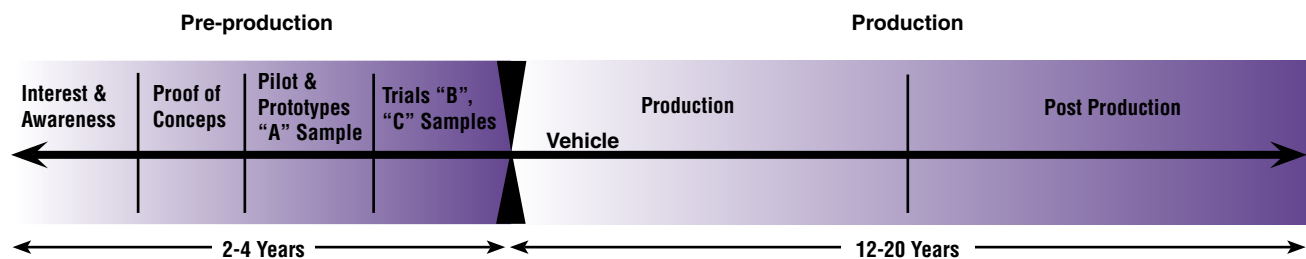 Pre-production
Production
Interest &
Awareness
Proof of
Conceps
Pilot &
Prototypes
“A” Sample
Trials “B”,
“C” Samples
Production
Post Production
Vehicle
2-4 Years
12-20 Years